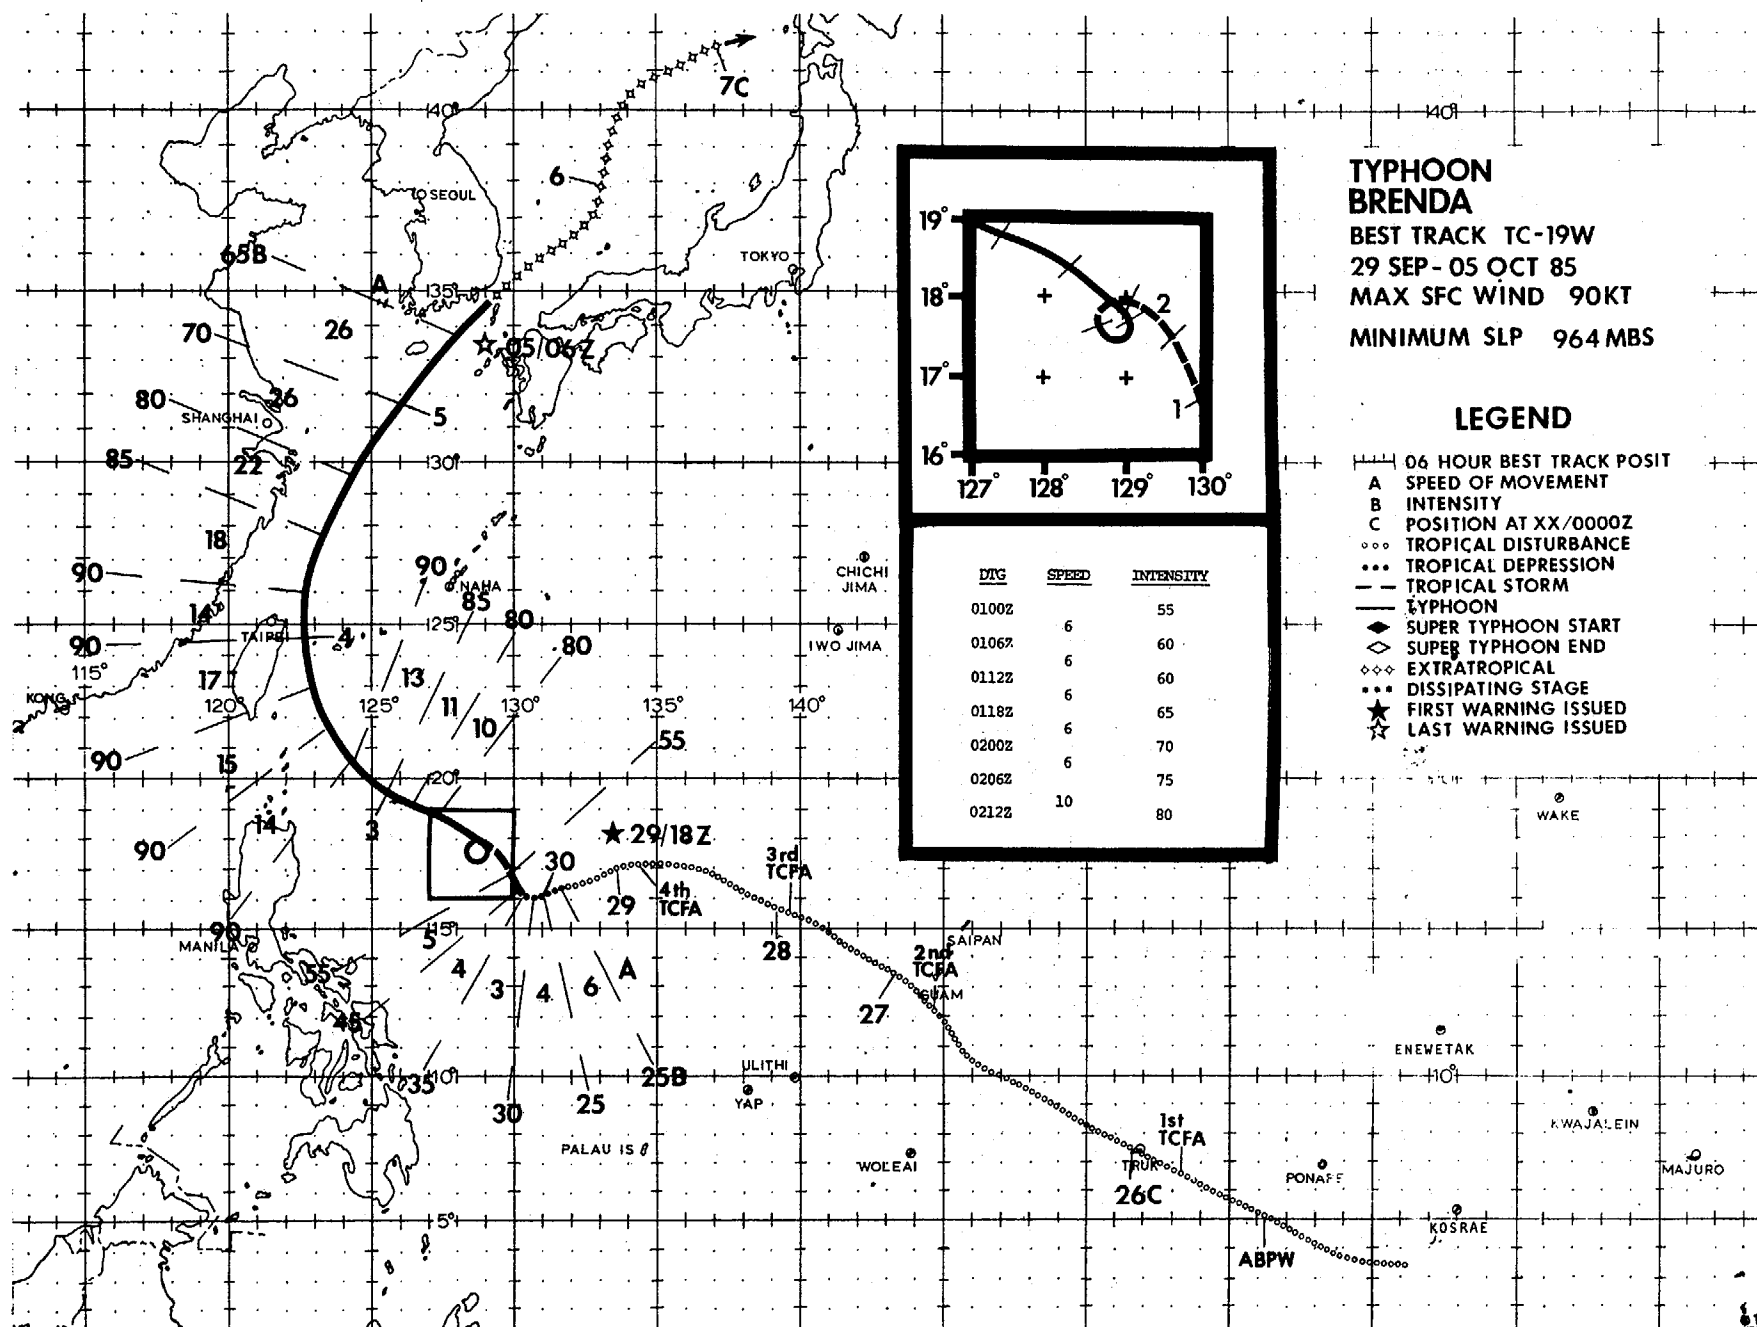 7C
40°
40°
6
SEOUL
65B
A
35°
TOKYO
70
26
05/06Z
80
26
SHANGHAI
5
85
22
30°
18
90
90
NAHA
85
14
80
TAIPEI
4
25°
90
80
115°
17
13
KONG
120°
125°
130°
135°
140°
11
10
55
90
15
20°
3
14
90
29/18Z
30
3rd
TCFA
4th
TCFA
29
15°
90
MANILA
5
28
SAIPAN
2nd
TCFA
GUAM
4
3
4
6
A
55
45
27
35
10°
30
25
25B
ULITHI
YAP
PALAU IS
WOLEAI
1st
TCFA
TRUK
26C
ABPW
5°
CHICHI
JIMA
IWO JIMA
WAKE
ENEWETAK
10°
KWAJALEIN
PONAPE
MAJURO
KOSRAE
19°
18°
17°
16°
127°
128°
129°
130°
2
1
DTG SPEED INTENSITY
0100Z 55
6
0106Z 60
6
0112Z 60
6
0118Z 65
6
0200Z 70
6
0206Z 75
10
0212Z 80
TYPHOON
BRENDA
BEST TRACK TC-19W
29 SEP - 05 OCT 85
MAX SFC WIND 90KT
MINIMUM SLP 964 MBS
LEGEND
06 HOUR BEST TRACK POSIT
A SPEED OF MOVEMENT
B INTENSITY
C POSITION AT XX/0000Z
TROPICAL DISTURBANCE
TROPICAL DEPRESSION
TROPICAL STORM
TYPHOON
SUPER TYPHOON START
SUPER TYPHOON END
EXTRATROPICAL
DISSIPATING STAGE
FIRST WARNING ISSUED
LAST WARNING ISSUED